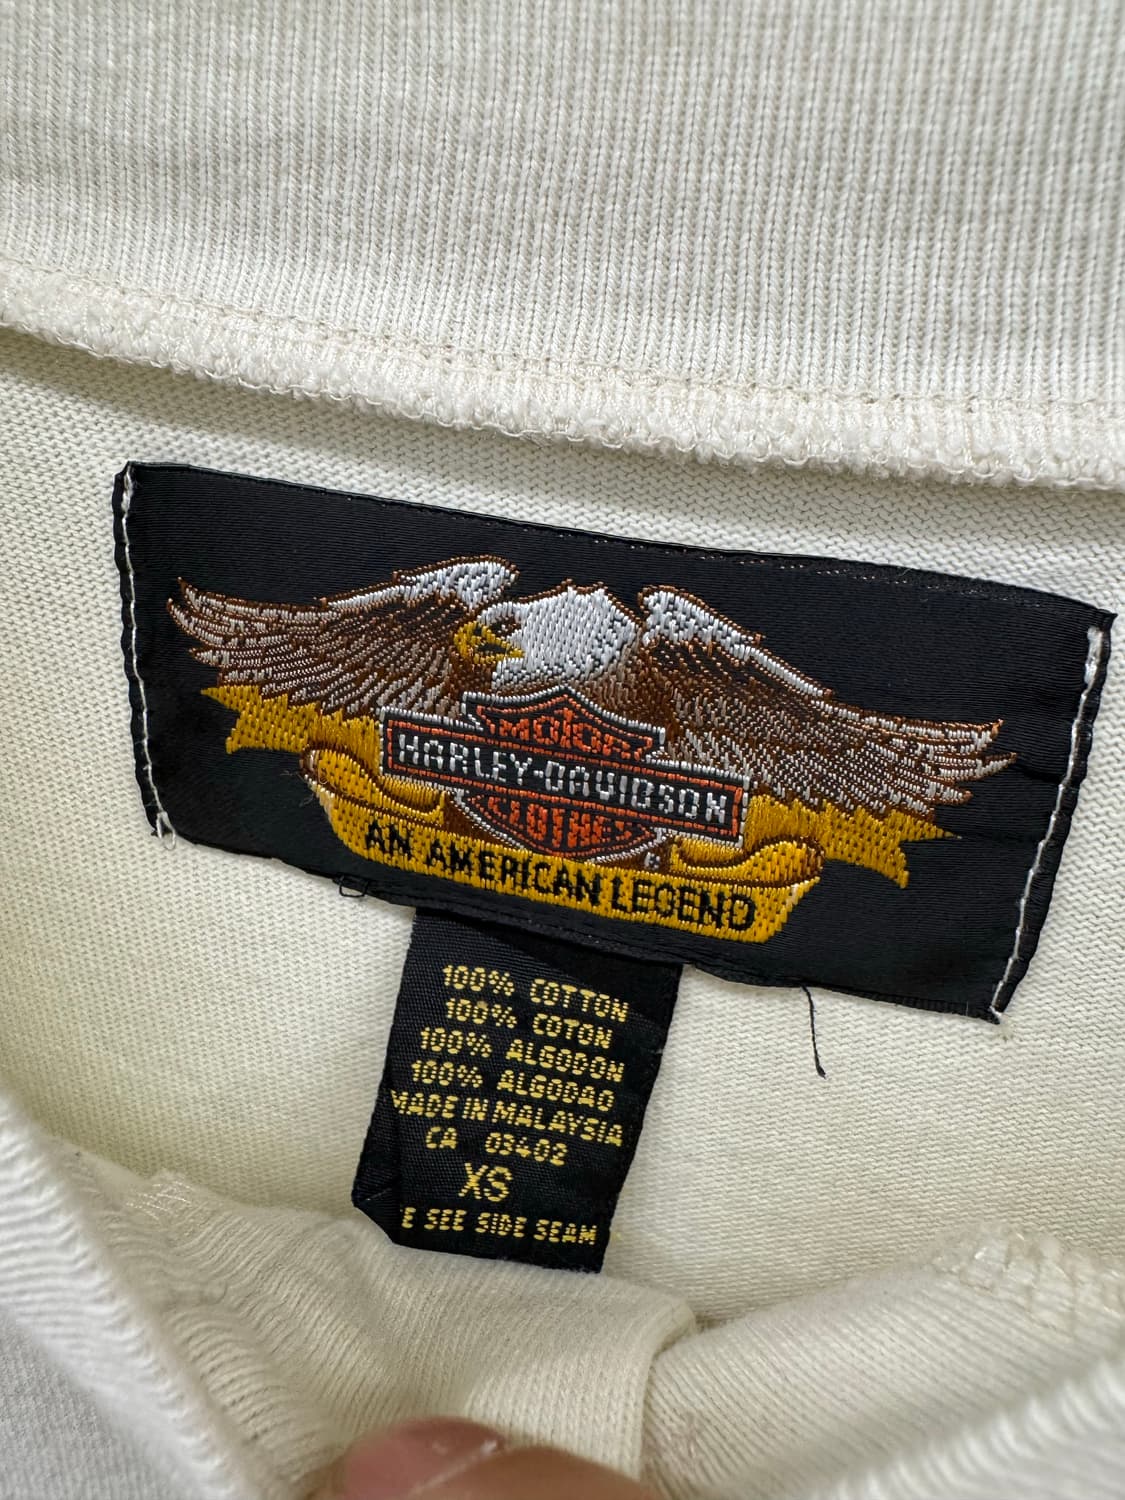 MOTOR
HARLEY-DAVIDSON
CLOTHES
AN AMERICAN LEGEND
100% COTTON
100% COTON
100% ALGODON
100% ALGODAO
MADE IN MALAYSIA
CA 03402
XS
E SEE SIDE SEAM